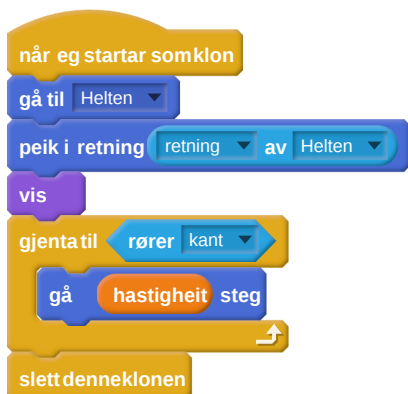 når eg startar som klon
gå til Helten
peik i retning retning av Helten
vis
gjenta til rører kant
gå hastigheit steg
slett denne klonen